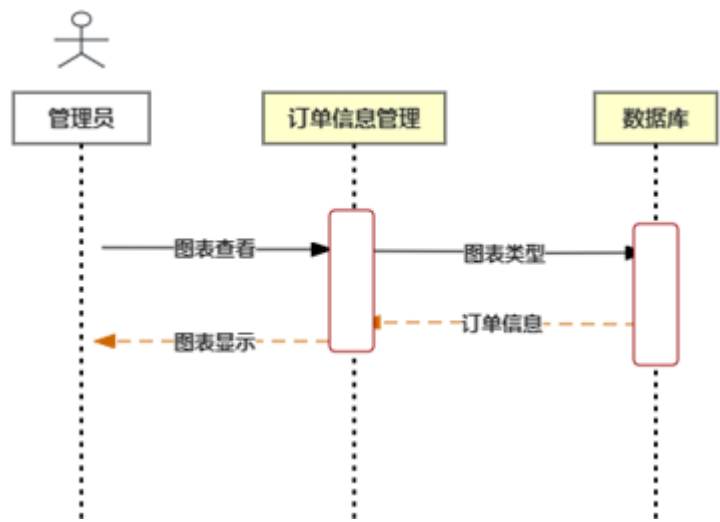 管理员
订单信息管理
数据库
图表查看
图表类型
订单信息
图表显示